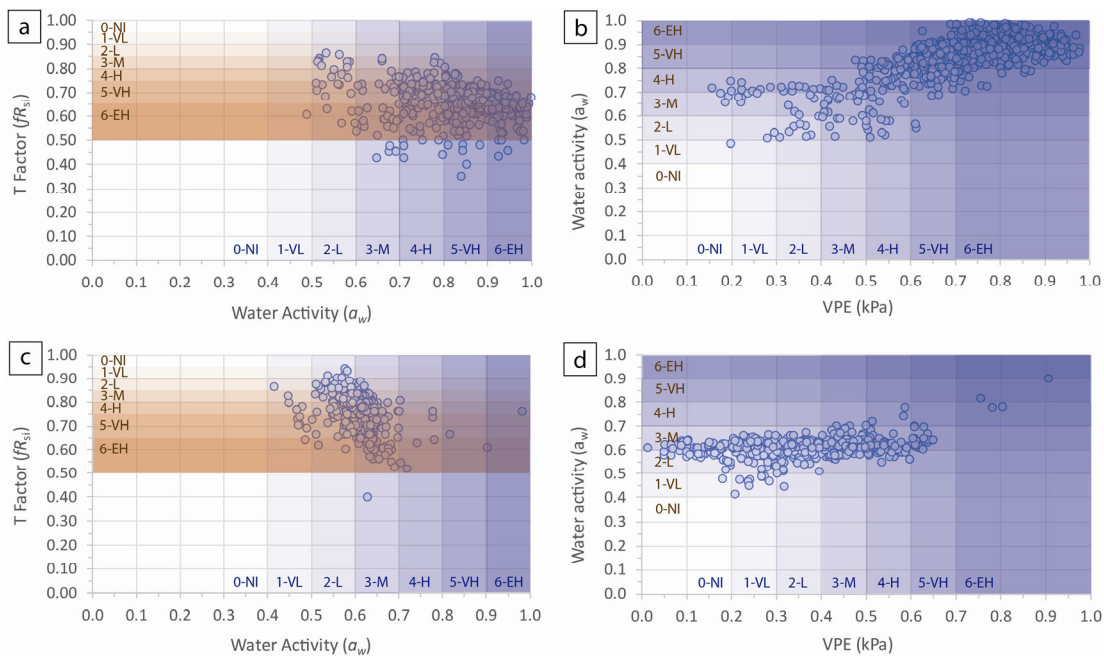 a
T Factor (fRsi)
1.00
0.90
0.80
0.70
0.60
0.50
0.40
0.30
0.20
0.10
0.00
0-NI
1-VL
2-L
3-M
4-H
5-VH
6-EH
0-NI 1-VL 2-L 3-M 4-H 5-VH 6-EH
0.0 0.1 0.2 0.3 0.4 0.5 0.6 0.7 0.8 0.9 1.0
Water Activity (aw)
b
Water activity (aw)
1.0
0.9
0.8
0.7
0.6
0.5
0.4
0.3
0.2
0.1
0.0
6-EH
5-VH
4-H
3-M
2-L
1-VL
0-NI
0-NI 1-VL 2-L 3-M 4-H 5-VH 6-EH
0.0 0.1 0.2 0.3 0.4 0.5 0.6 0.7 0.8 0.9 1.0
VPE (kPa)
c
T Factor (fRsi)
1.00
0.90
0.80
0.70
0.60
0.50
0.40
0.30
0.20
0.10
0.00
0-NI
1-VL
2-L
3-M
4-H
5-VH
6-EH
0-NI 1-VL 2-L 3-M 4-H 5-VH 6-EH
0.0 0.1 0.2 0.3 0.4 0.5 0.6 0.7 0.8 0.9 1.0
Water Activity (aw)
d
Water activity (aw)
1.0
0.9
0.8
0.7
0.6
0.5
0.4
0.3
0.2
0.1
0.0
6-EH
5-VH
4-H
3-M
2-L
1-VL
0-NI
0-NI 1-VL 2-L 3-M 4-H 5-VH 6-EH
0.0 0.1 0.2 0.3 0.4 0.5 0.6 0.7 0.8 0.9 1.0
VPE (kPa)